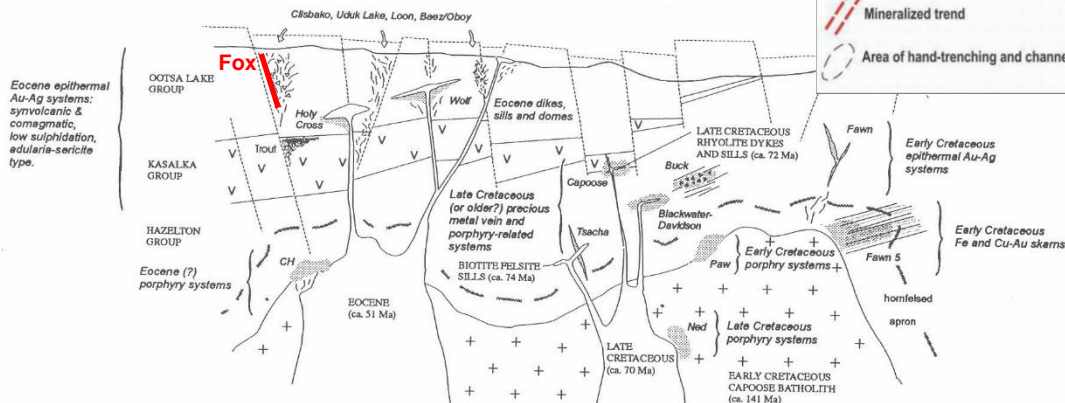 Clisbako, Uduk Lake, Loon, Baez/Oboy
Mineralized trend
Area of hand-trenching and channe
Fox
Eocene epithermal
Au-Ag systems:
synvolcanic &
comagmatic,
low sulphidation,
adularia-sericite
type.
OOTSA LAKE
GROUP
KASALKA
GROUP
HAZELTON
GROUP
Holy
Cross
Trout
Wolf
Eocene dikes,
sills and domes
V
V
V
V
V
V
V
V
V
V
V
LATE CRETACEOUS
RHYOLITE DYKES
AND SILLS (ca. 72 Ma)
Fawn
Early Cretaceous
epithermal Au-Ag
systems
Late Cretaceous
(or older?) precious
metal vein and
porphyry-related
systems
Capoose
Buck
Blackwater-
Davidson
Tsacha
BIOTITE FELSITE
SILLS (ca. 74 Ma)
Eocene (?)
porphyry systems
CH
EOCENE
(ca. 51 Ma)
Paw
Early Cretaceous
porphry systems
Fawn 5
Early Cretaceous
Fe and Cu-Au skarns
hornfelsed
apron
Ned
Late Cretaceous
porphyry systems
LATE
CRETACEOUS
(ca. 70 Ma)
EARLY CRETACEOUS
CAPOOSE BATHOLITH
(ca. 141 Ma)